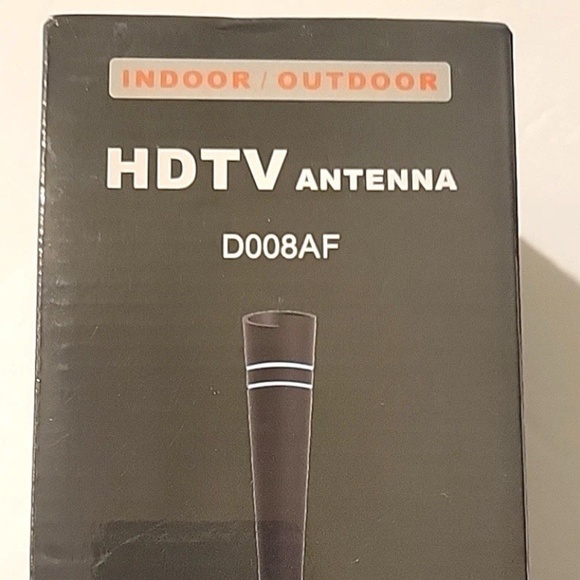 INDOOR / OUTDOOR
HDTV ANTENNA
D008AF